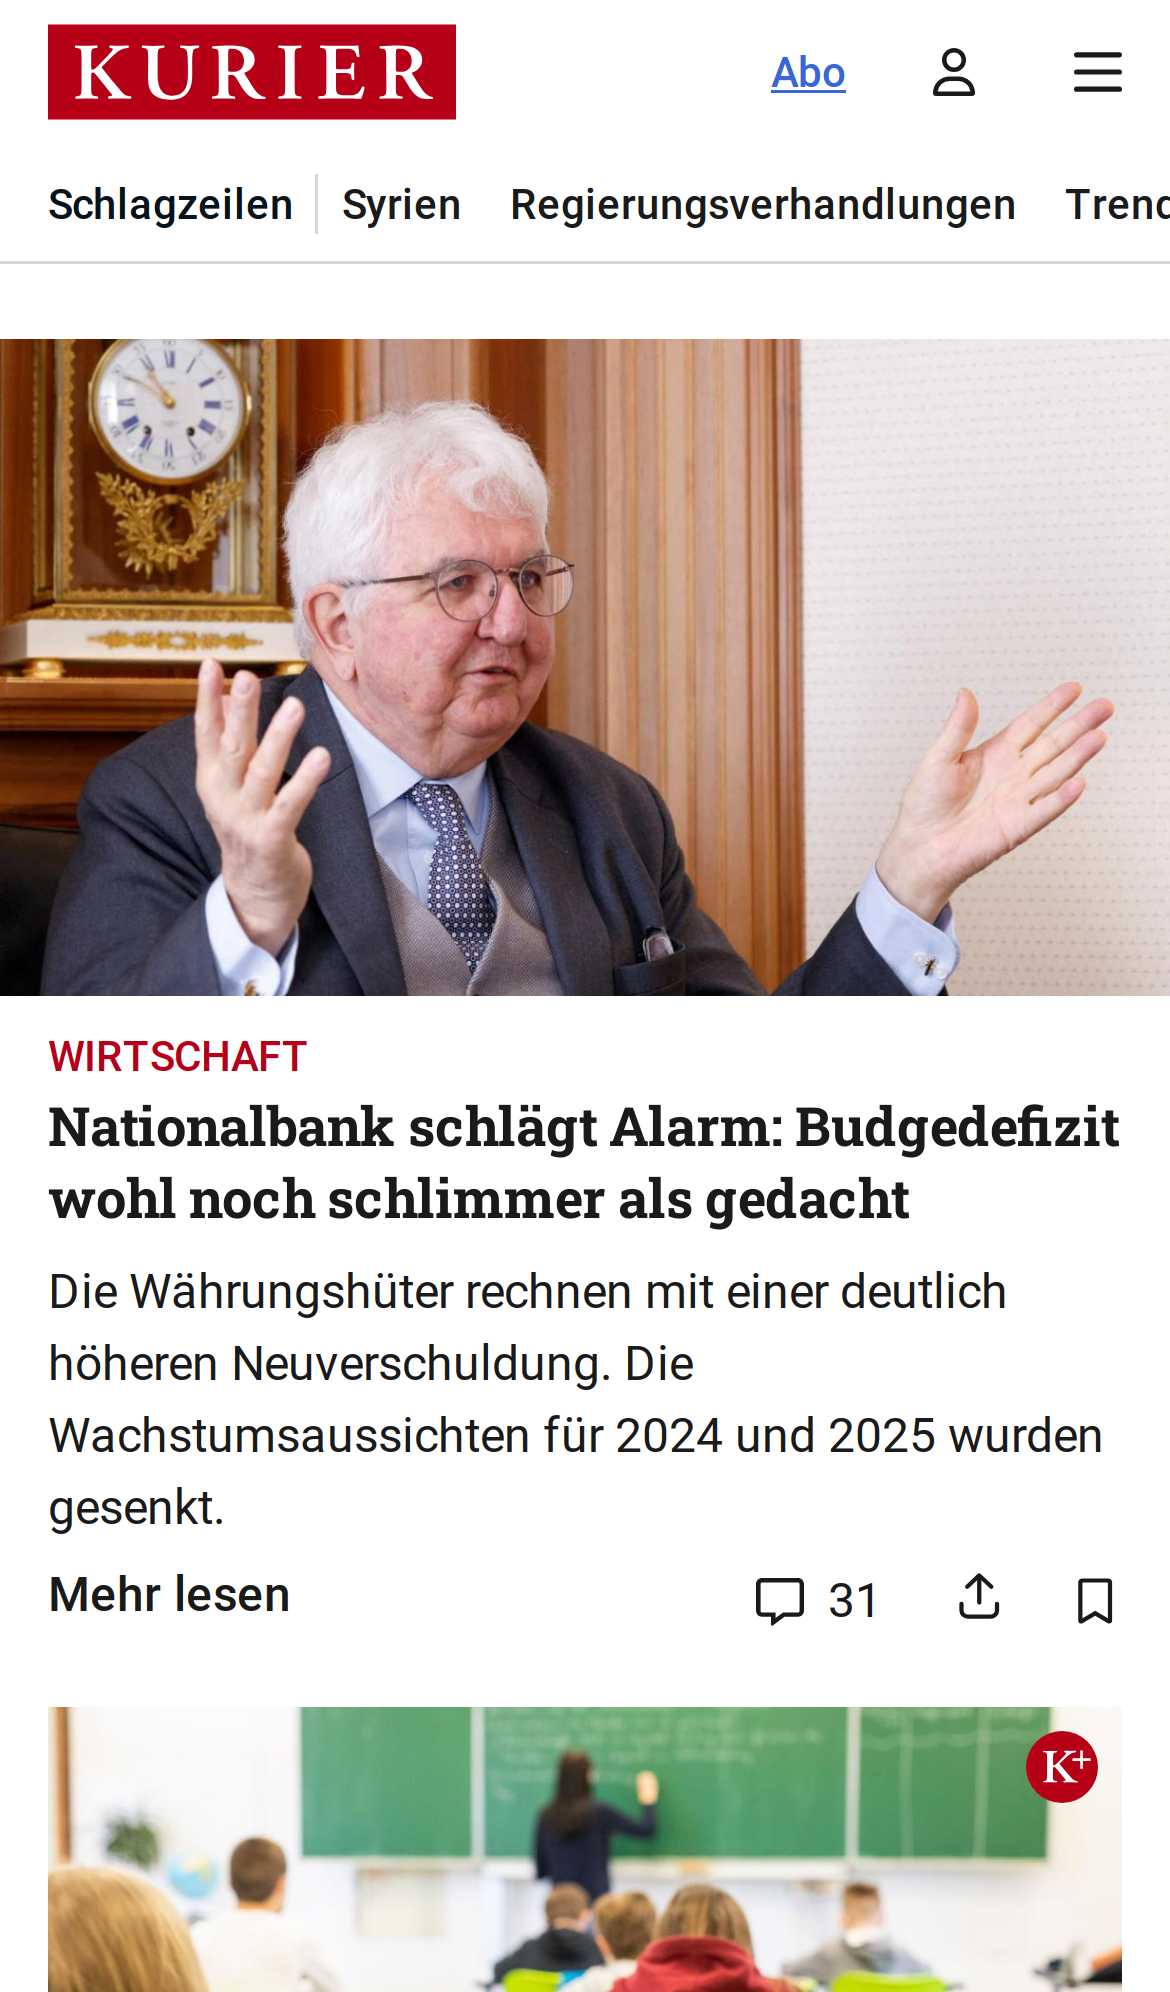 KURIER
Abo
Schlagzeilen
Syrien
Regierungsverhandlungen
Trend
WIRTSCHAFT
Nationalbank schlägt Alarm: Budgedefizit
wohl noch schlimmer als gedacht
Die Währungshüter rechnen mit einer deutlich
höheren Neuverschuldung. Die
Wachstumsaussichten für 2024 und 2025 wurden
gesenkt.
Mehr lesen
31
K+